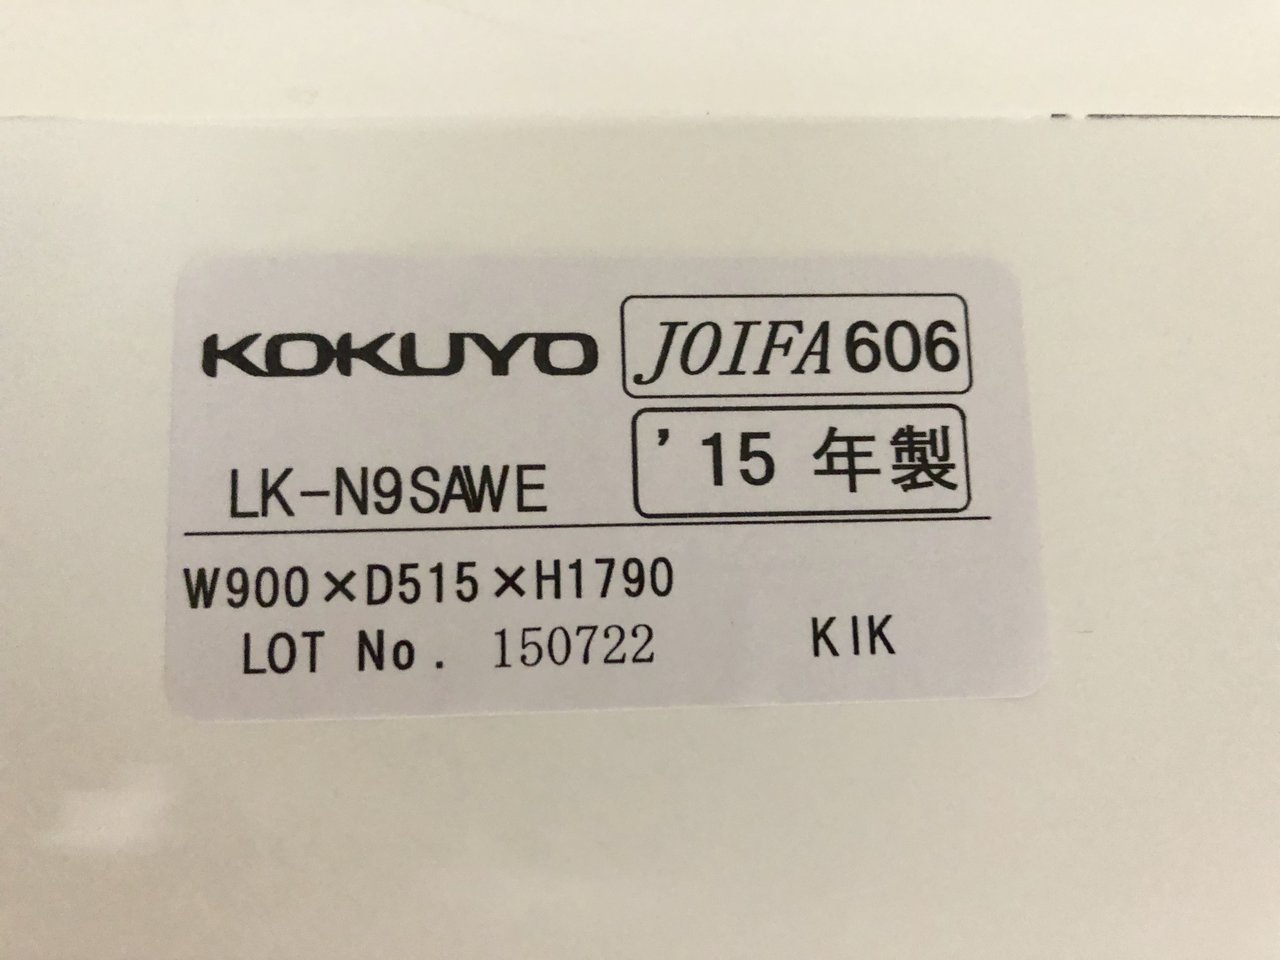 KOKUYO JOIFA606
LK-N9SAWE '15 年製
W900×D515×H1790
LOT No. 150722 KIK